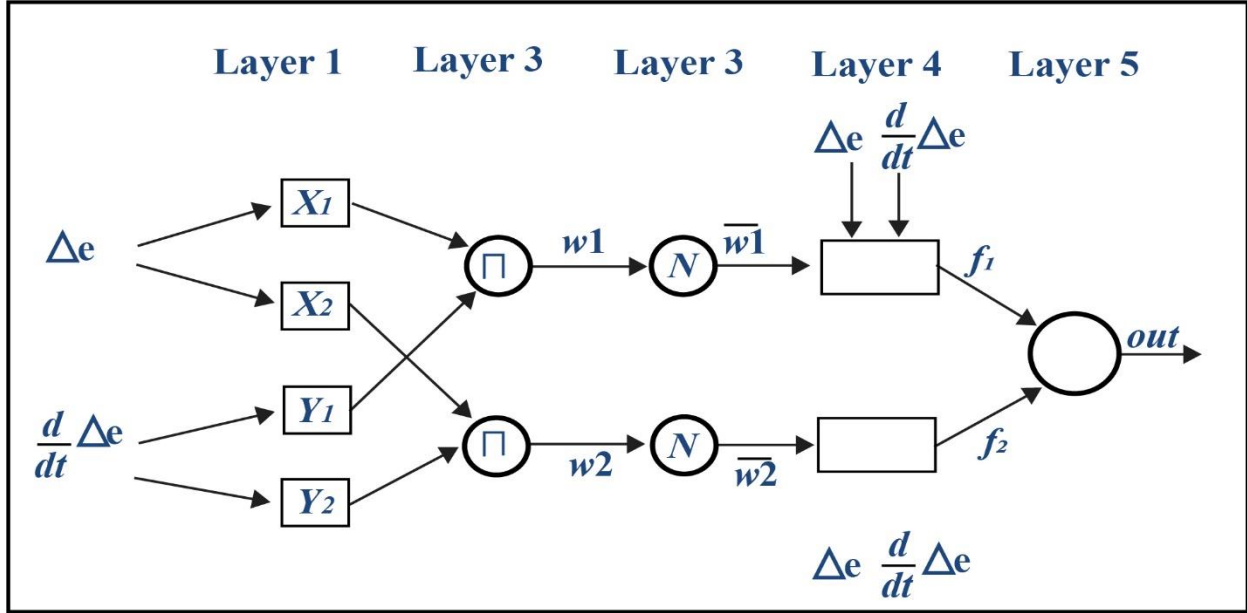 Layer 1 Layer 3 Layer 3 Layer 4 Layer 5
Δe d/dt Δe
X₁
Δe
w1 w̅1̅
Π N
f₁
X₂
out
Y₁
d/dt Δe
Π N
w2 w̅2̅
f₂
Y₂
Δe d/dt Δe